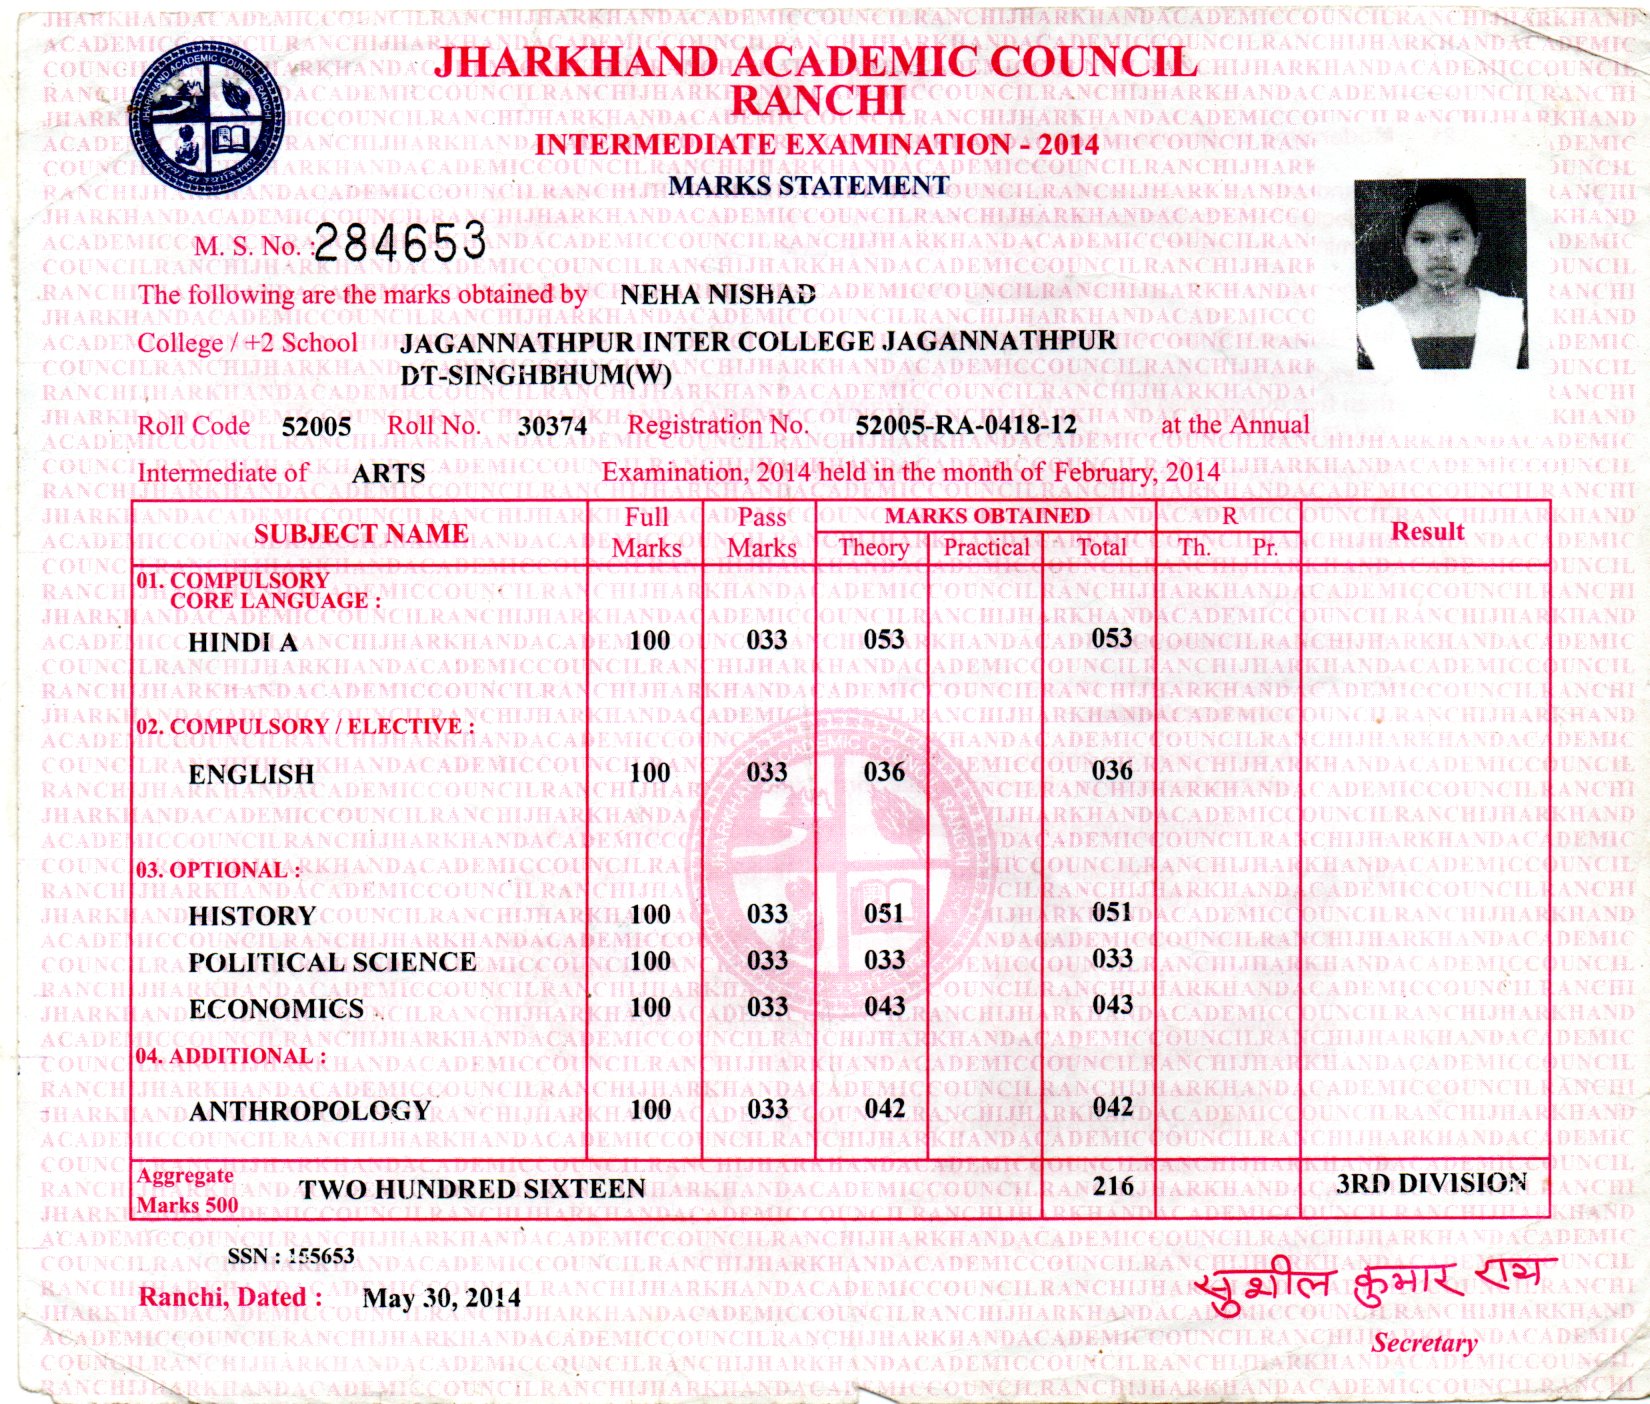 JHARKHAND ACADEMIC COUNCIL
RANCHI
INTERMEDIATE EXAMINATION - 2014
MARKS STATEMENT
M. S. No. : 284653
The following are the marks obtained by NEHA NISHAD
College / +2 School JAGANNATHPUR INTER COLLEGE JAGANNATHPUR
DT-SINGHBHUM(W)
Roll Code 52005 Roll No. 30374 Registration No. 52005-RA-0418-12 at the Annual
Intermediate of ARTS Examination, 2014 held in the month of February, 2014
SUBJECT NAME Full Marks Pass Marks MARKS OBTAINED R Result
Theory Practical Total Th. Pr.
01. COMPULSORY
CORE LANGUAGE :
HINDI A 100 033 053 053
02. COMPULSORY / ELECTIVE :
ENGLISH 100 033 036 036
03. OPTIONAL :
HISTORY 100 033 051 051
POLITICAL SCIENCE 100 033 033 033
ECONOMICS 100 033 043 043
04. ADDITIONAL :
ANTHROPOLOGY 100 033 042 042
Aggregate
Marks 500 TWO HUNDRED SIXTEEN 216 3RD DIVISION
SSN : 155653
Ranchi, Dated : May 30, 2014
सुशील कुमार राय
Secretary